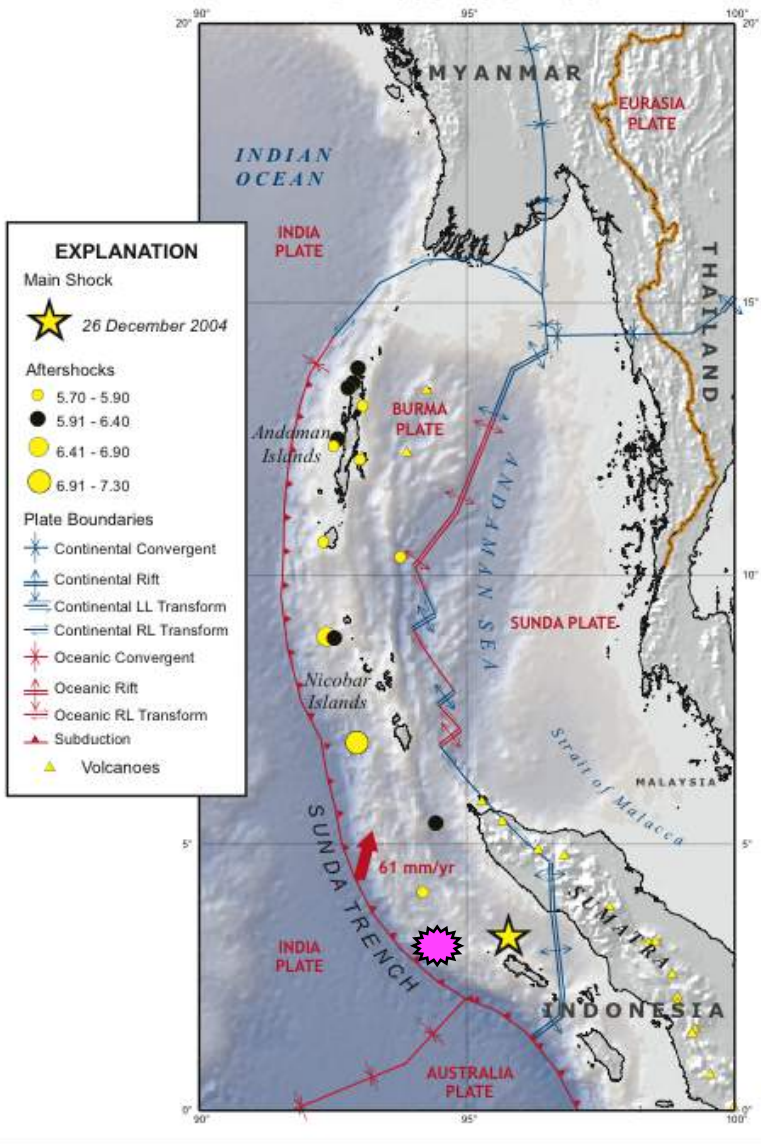 90°
95°
100°
20°
20°
MYANMAR
EURASIA
PLATE
INDIAN
OCEAN
INDIA
PLATE
THAILAND
EXPLANATION
Main Shock
26 December 2004
Aftershocks
5.70 - 5.90
5.91 - 6.40
6.41 - 6.90
6.91 - 7.30
Plate Boundaries
Continental Convergent
Continental Rift
Continental LL Transform
Continental RL Transform
Oceanic Convergent
Oceanic Rift
Oceanic RL Transform
Subduction
Volcanoes
15°
BURMA
PLATE
Andaman
Islands
ANDAMAN SEA
10°
SUNDA PLATE
Nicobar
Islands
Strait of Malacca
MALAYSIA
5°
5°
SUNDA TRENCH
61 mm/yr
SUMATRA
INDIA
PLATE
INDONESIA
AUSTRALIA
PLATE
0°
0°
90°
95°
100°